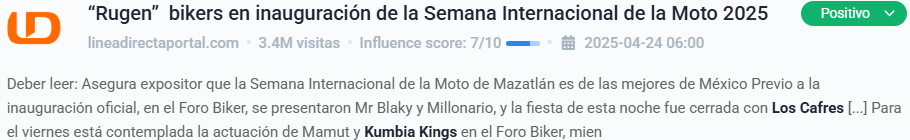 “Rugen” bikers en inauguración de la Semana Internacional de la Moto 2025
Positivo
lineadirectaportal.com • 3.4M visitas • Influence score: 7/10 • 2025-04-24 06:00
Deber leer: Asegura expositor que la Semana Internacional de la Moto de Mazatlán es de las mejores de México Previo a la
inauguración oficial, en el Foro Biker, se presentaron Mr Blaky y Millonario, y la fiesta de esta noche fue cerrada con Los Cafres [...] Para
el viernes está contemplada la actuación de Mamut y Kumbia Kings en el Foro Biker, mien